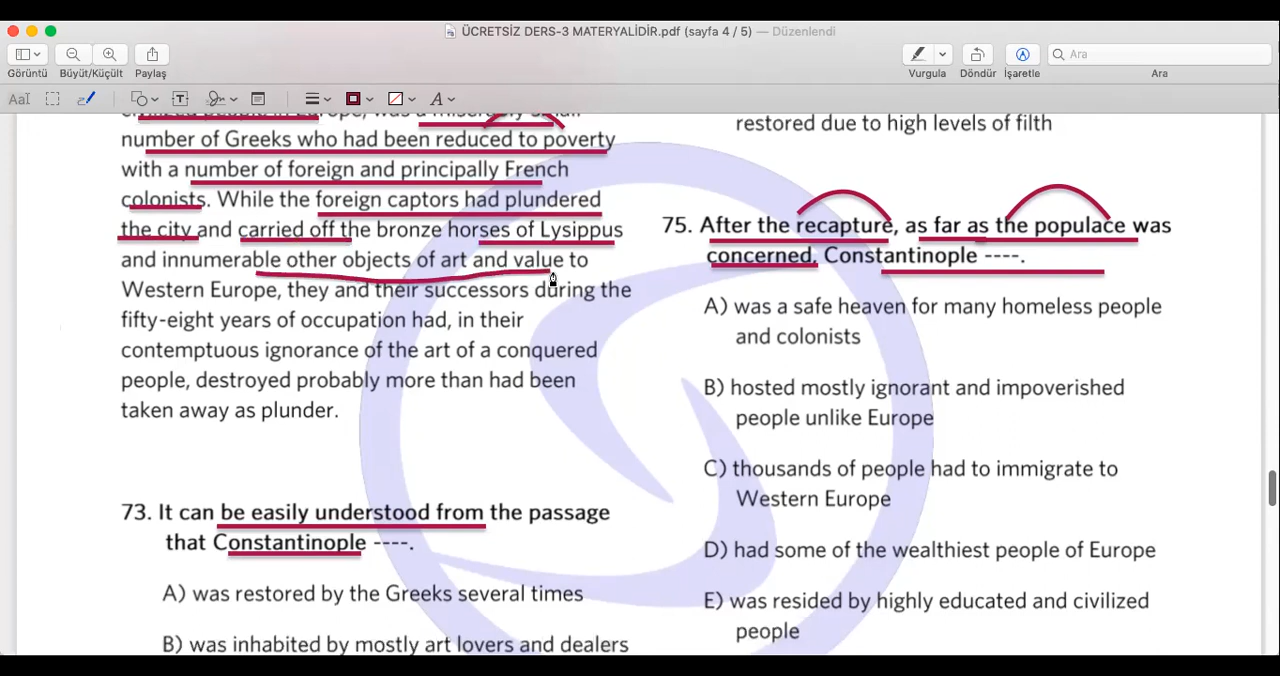 ÜCRETSİZ DERS-3 MATERYALİDİR.pdf (sayfa 4 / 5) — Düzenlendi
Görüntü Büyüt/Küçült Paylaş Vurgula Döndür İşaretle Ara
Ara
number of Greeks who had been reduced to poverty
with a number of foreign and principally French
colonists. While the foreign captors had plundered
the city and carried off the bronze horses of Lysippus
and innumerable other objects of art and value to
Western Europe, they and their successors during the
fifty-eight years of occupation had, in their
contemptuous ignorance of the art of a conquered
people, destroyed probably more than had been
taken away as plunder.
73. It can be easily understood from the passage
that Constantinople ----.
A) was restored by the Greeks several times
B) was inhabited by mostly art lovers and dealers
restored due to high levels of filth
75. After the recapture, as far as the populace was
concerned, Constantinople ----.
A) was a safe heaven for many homeless people
and colonists
B) hosted mostly ignorant and impoverished
people unlike Europe
C) thousands of people had to immigrate to
Western Europe
D) had some of the wealthiest people of Europe
E) was resided by highly educated and civilized
people